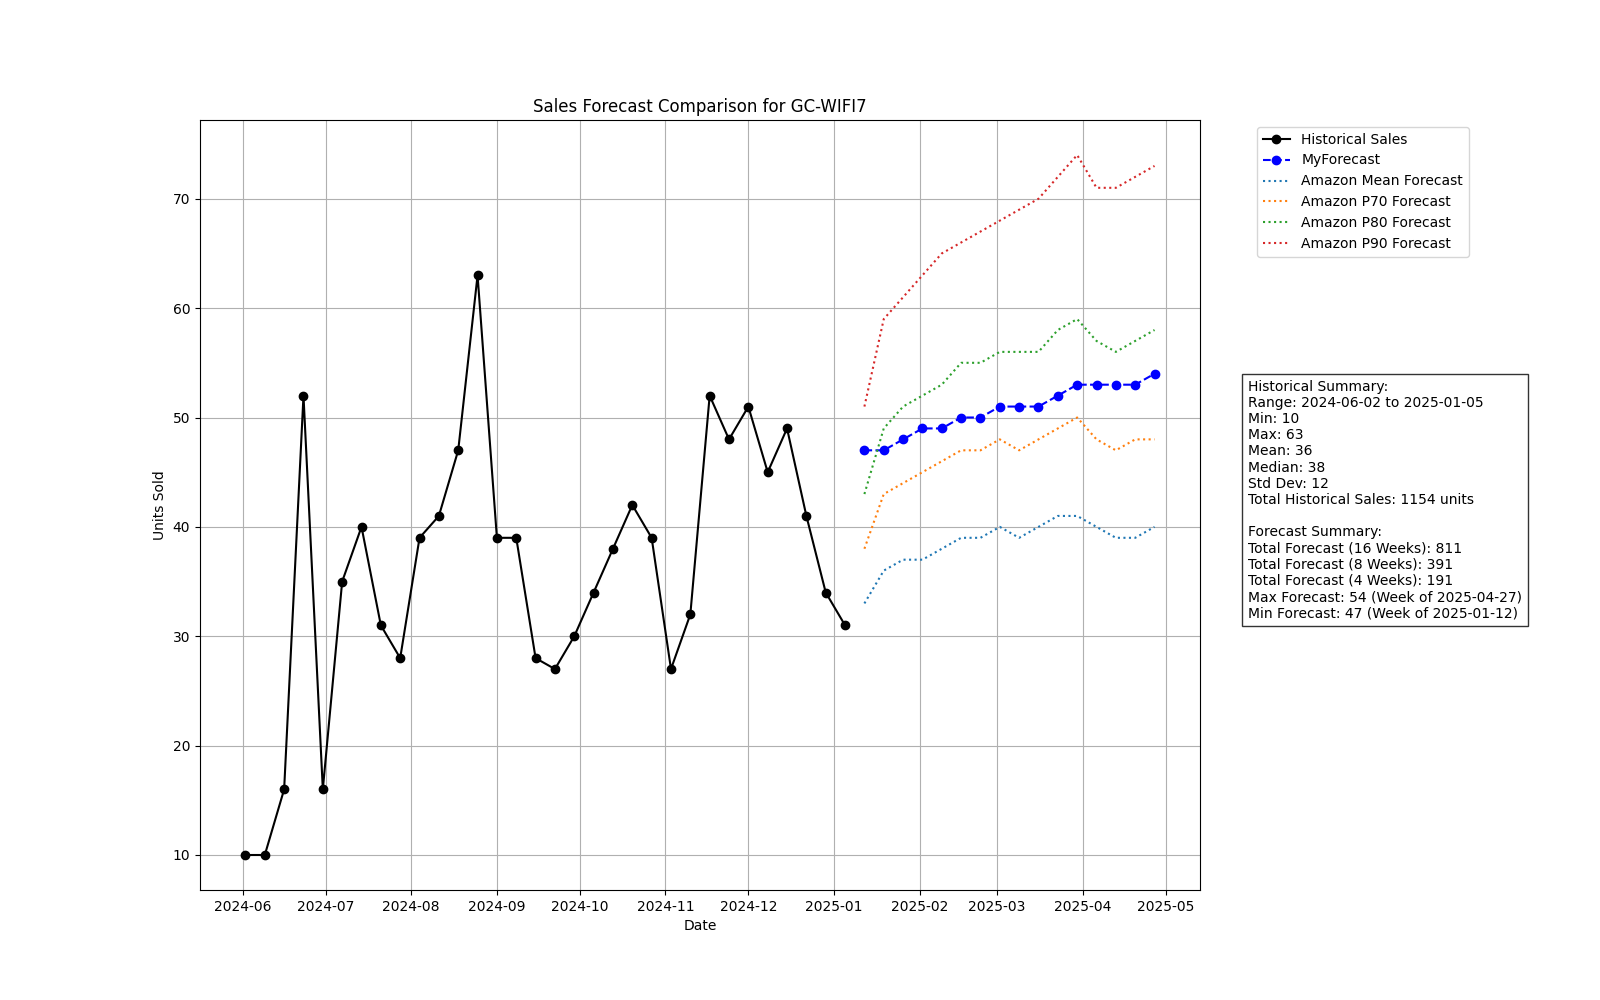 Sales Forecast Comparison for GC-WIFI7
Historical Sales
MyForecast
Amazon Mean Forecast
Amazon P70 Forecast
Amazon P80 Forecast
Amazon P90 Forecast
70
60
50
40
30
20
10
Units Sold
2024-06 2024-07 2024-08 2024-09 2024-10 2024-11 2024-12 2025-01 2025-02 2025-03 2025-04 2025-05
Date
Historical Summary:
Range: 2024-06-02 to 2025-01-05
Min: 10
Max: 63
Mean: 36
Median: 38
Std Dev: 12
Total Historical Sales: 1154 units
Forecast Summary:
Total Forecast (16 Weeks): 811
Total Forecast (8 Weeks): 391
Total Forecast (4 Weeks): 191
Max Forecast: 54 (Week of 2025-04-27)
Min Forecast: 47 (Week of 2025-01-12)